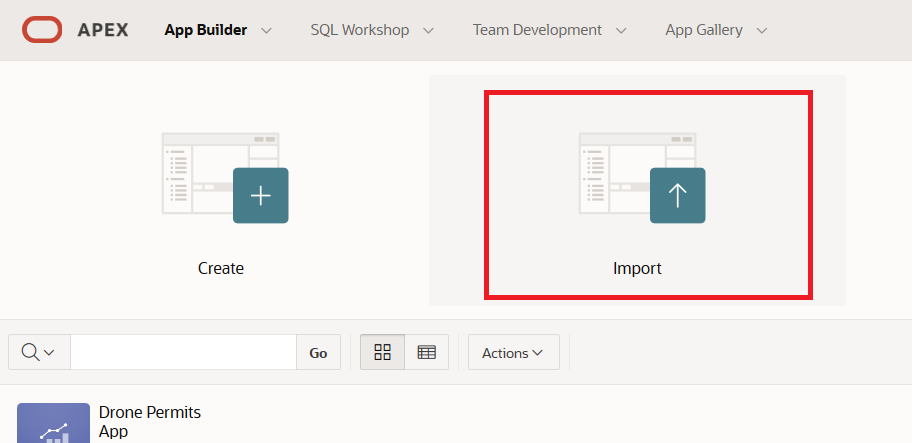 APEX App Builder SQL Workshop Team Development App Gallery
Create Import
Go Actions
Drone Permits
App